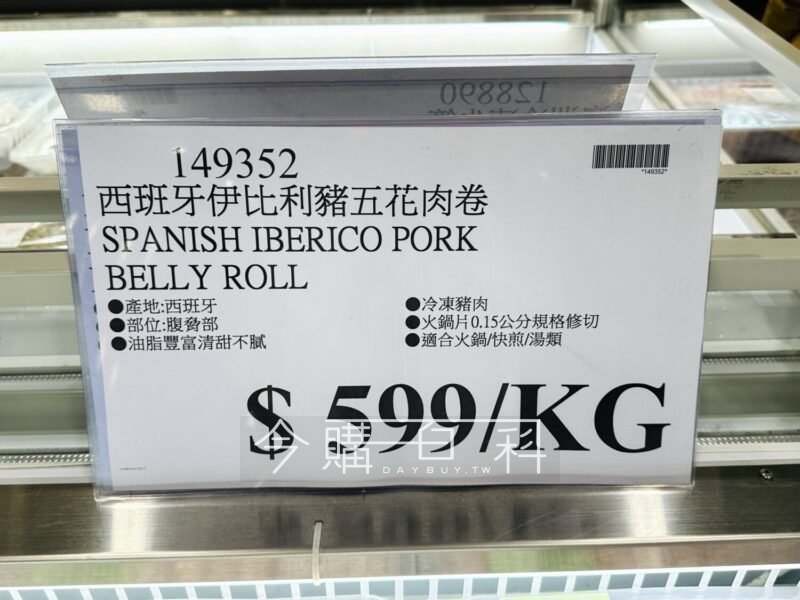 128890
149352
*149352*
西班牙伊比利豬五花肉卷
SPANISH IBERICO PORK
BELLY ROLL
●產地:西班牙
●部位:腹脅部
●油脂豐富清甜不膩
●冷凍豬肉
●火鍋片0.15公分規格修切
●適合火鍋/快煎/湯類
$ 599/KG
今購百科
DAYBUY.TW